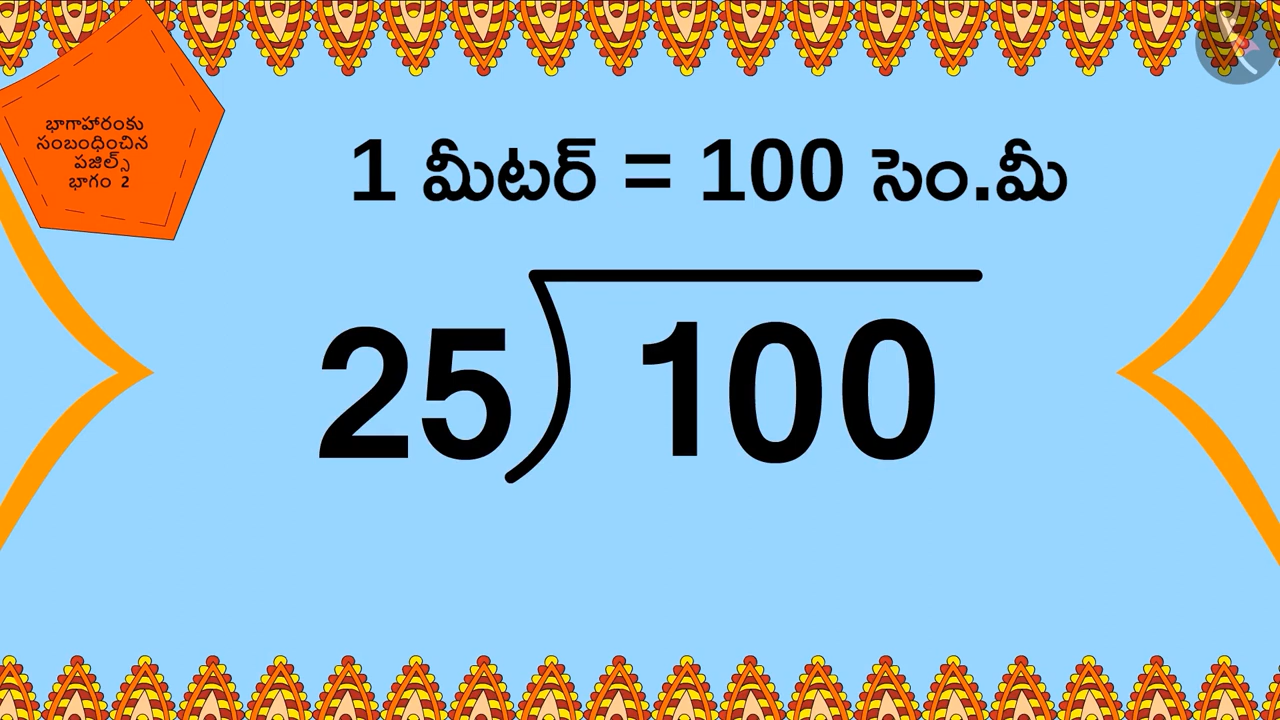 భాగాహారంకు
సంబంధించిన
పజిల్స్
భాగం 2
1 మీటర్ = 100 సెం.మీ
25) 100